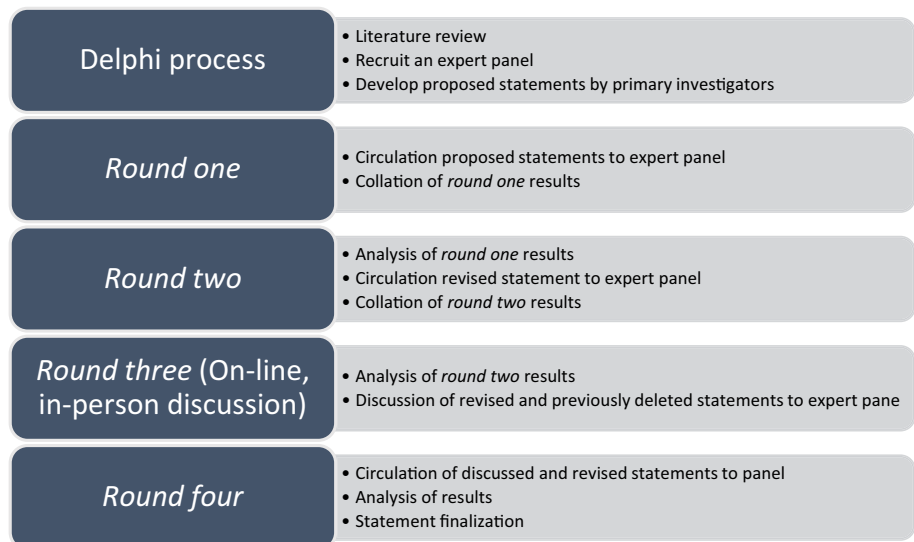 Delphi process
• Literature review
• Recruit an expert panel
• Develop proposed statements by primary investigators
Round one
• Circulation proposed statements to expert panel
• Collation of round one results
Round two
• Analysis of round one results
• Circulation revised statement to expert panel
• Collation of round two results
Round three (On-line,
in-person discussion)
• Analysis of round two results
• Discussion of revised and previously deleted statements to expert pane
Round four
• Circulation of discussed and revised statements to panel
• Analysis of results
• Statement finalization